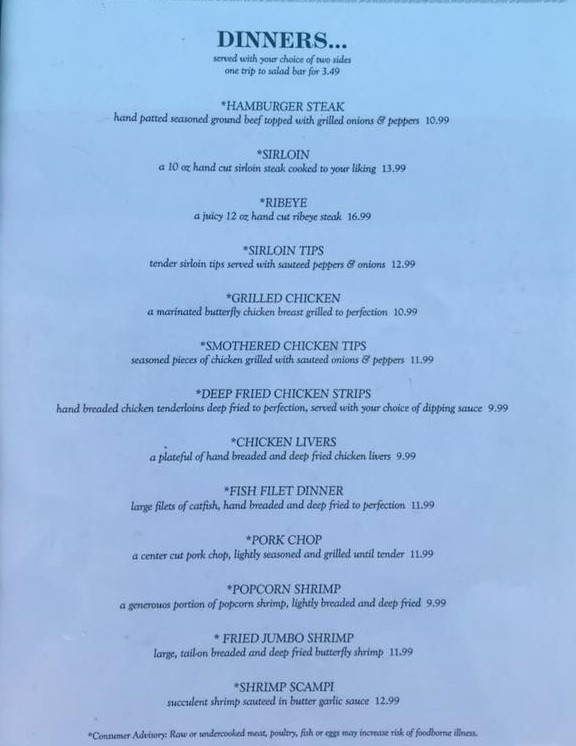 DINNERS...
served with your choice of two sides
one trip to salad bar for 3.49
*HAMBURGER STEAK
hand patted seasoned ground beef topped with grilled onions & peppers 10.99
*SIRLOIN
a 10 oz hand cut sirloin steak cooked to your liking 13.99
*RIBEYE
a juicy 12 oz hand cut ribeye steak 16.99
*SIRLOIN TIPS
tender sirloin tips served with sauteed peppers & onions 12.99
*GRILLED CHICKEN
a marinated butterfly chicken breast grilled to perfection 10.99
*SMOTHERED CHICKEN TIPS
seasoned pieces of chicken grilled with sauteed onions & peppers 11.99
*DEEP FRIED CHICKEN STRIPS
hand breaded chicken tenderloins deep fried to perfection, served with your choice of dipping sauce 9.99
*CHICKEN LIVERS
a plateful of hand breaded and deep fried chicken livers 9.99
*FISH FILET DINNER
large filets of catfish, hand breaded and deep fried to perfection 11.99
*PORK CHOP
a center cut pork chop, lightly seasoned and grilled until tender 11.99
*POPCORN SHRIMP
a generouos portion of popcorn shrimp, lightly breaded and deep fried 9.99
* FRIED JUMBO SHRIMP
large, tail-on breaded and deep fried butterfly shrimp 11.99
*SHRIMP SCAMPI
succulent shrimp sauteed in butter garlic sauce 12.99
*Consumer Advisory: Raw or undercooked meat, poultry, fish or eggs may increase risk of foodborne illness.